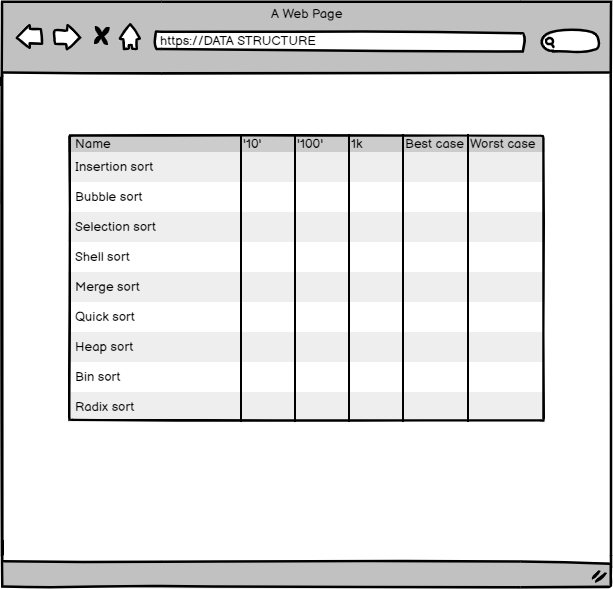 A Web Page
https://DATA STRUCTURE
Name '10' '100' 1k Best case Worst case
Insertion sort
Bubble sort
Selection sort
Shell sort
Merge sort
Quick sort
Heap sort
Bin sort
Radix sort